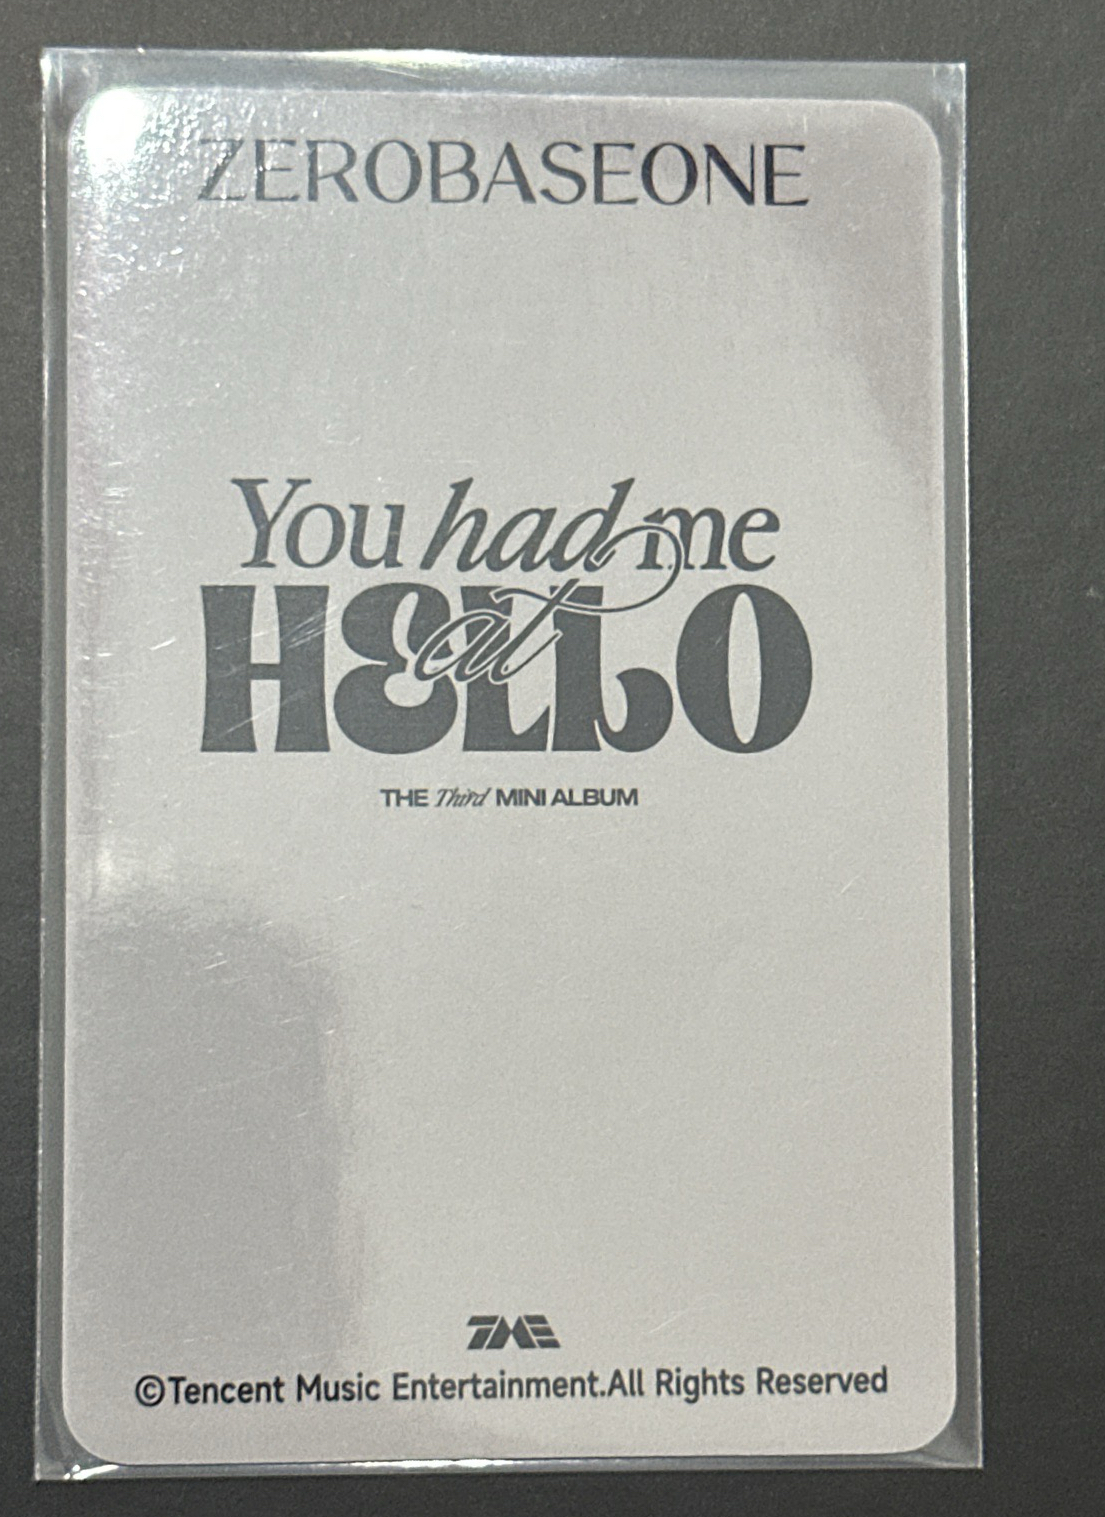 ZEROBASEONE
You had me
at
HELLO
THE Third MINI ALBUM
TME
©Tencent Music Entertainment.All Rights Reserved